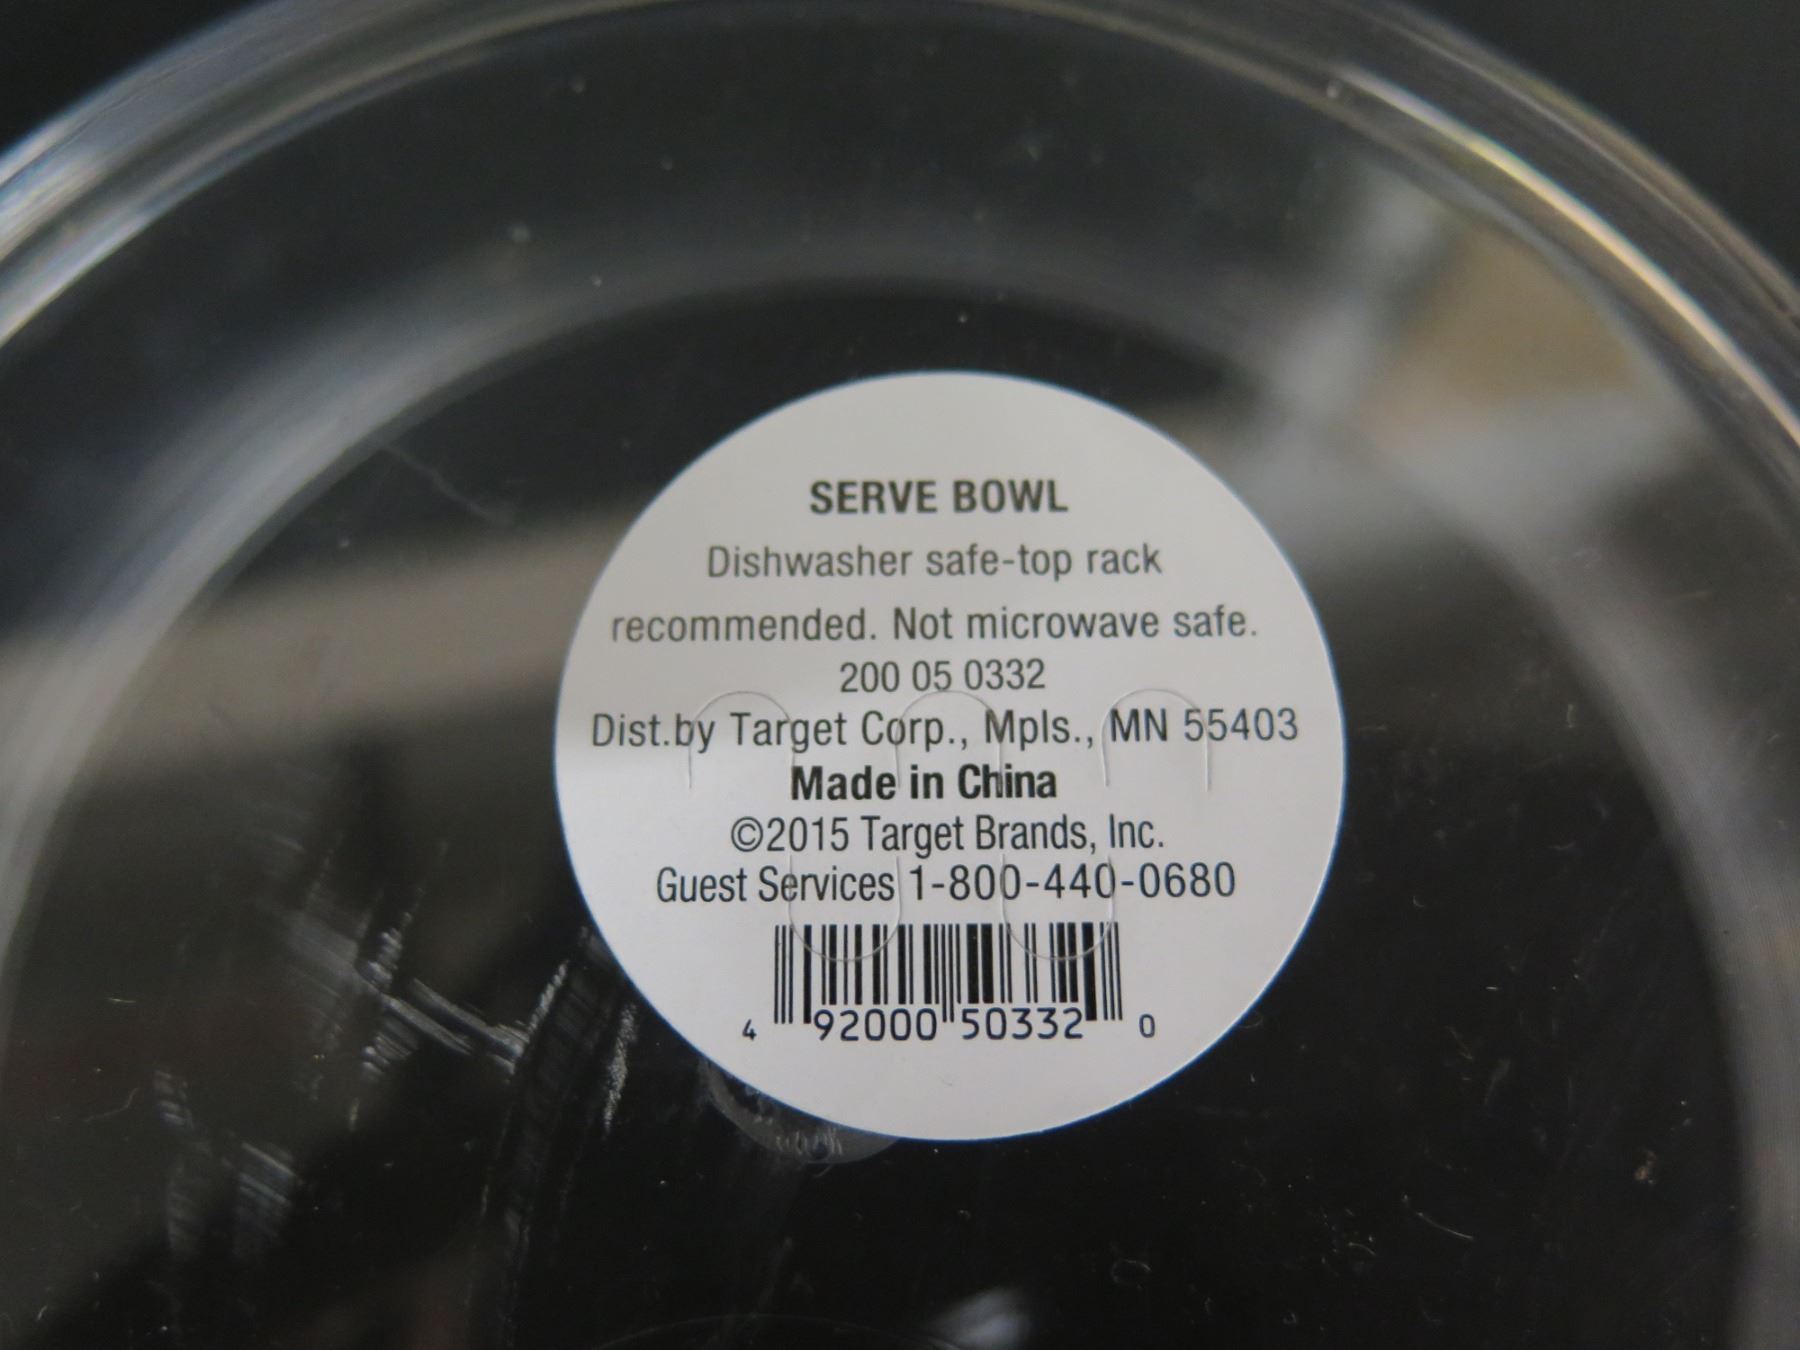 SERVE BOWL
Dishwasher safe-top rack
recommended. Not microwave safe.
200 05 0332
Dist.by Target Corp., Mpls., MN 55403
Made in China
©2015 Target Brands, Inc.
Guest Services 1-800-440-0680
4 92000 50332 0